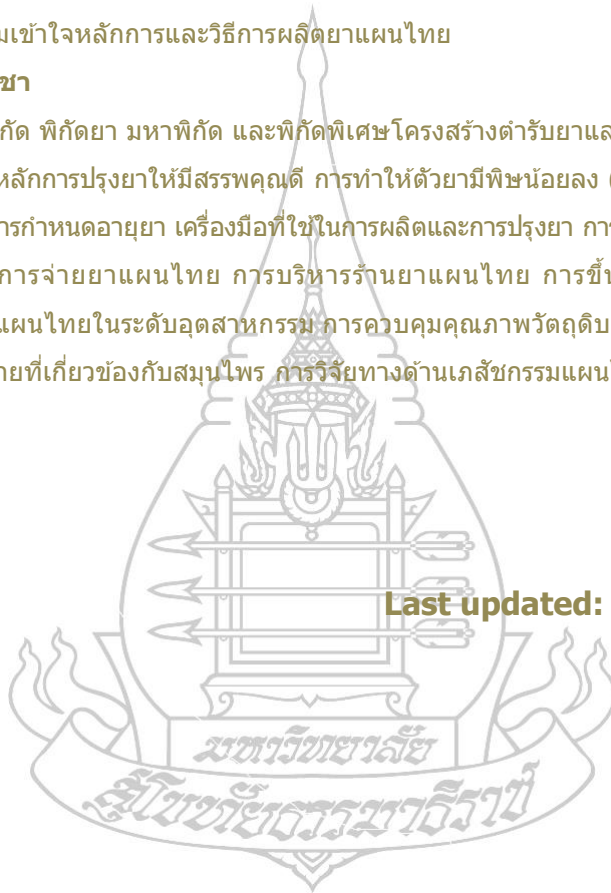 มเข้าใจหลักการและวิธีการผลิตยาแผนไทย
ชา
กัด พิกัดยา มหาพิกัด และพิกัดพิเศษโครงสร้างตำรับยาแล
หลักการปรุงยาให้มีสรรพคุณดี การทำให้ตัวยามีพิษน้อยลง (
ารกำหนดอายุยา เครื่องมือที่ใช้ในการผลิตและการปรุงยา กา
การจ่ายยาแผนไทย การบริหารร้านยาแผนไทย การขึ้น
แผนไทยในระดับอุตสาหกรรม การควบคุมคุณภาพวัตถุดิบ
ายที่เกี่ยวข้องกับสมุนไพร การวิจัยทางด้านเภสัชกรรมแผน
Last updated:
มหาวิทยาลัย
สุโขทัยธรรมาธิราช